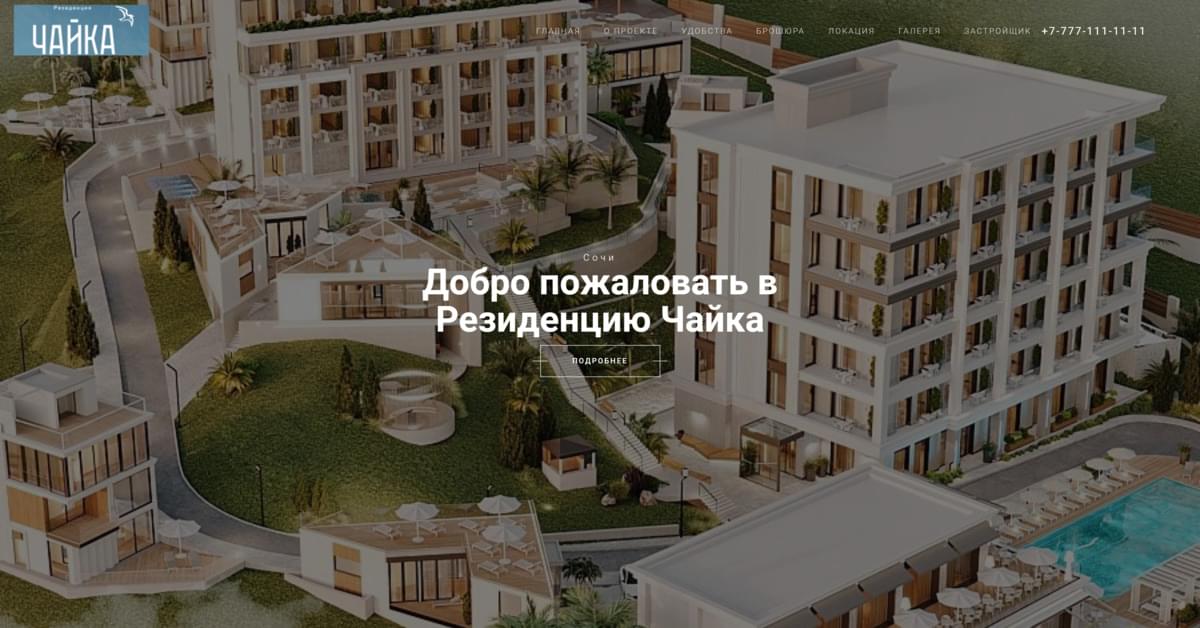 Резиденция
ЧАЙКА
ГЛАВНАЯ О ПРОЕКТЕ УДОБСТВА БРОШЮРА ЛОКАЦИЯ ГАЛЕРЕЯ ЗАСТРОЙЩИК +7-777-111-11-11
Сочи
Добро пожаловать в
Резиденцию Чайка
ПОДРОБНЕЕ